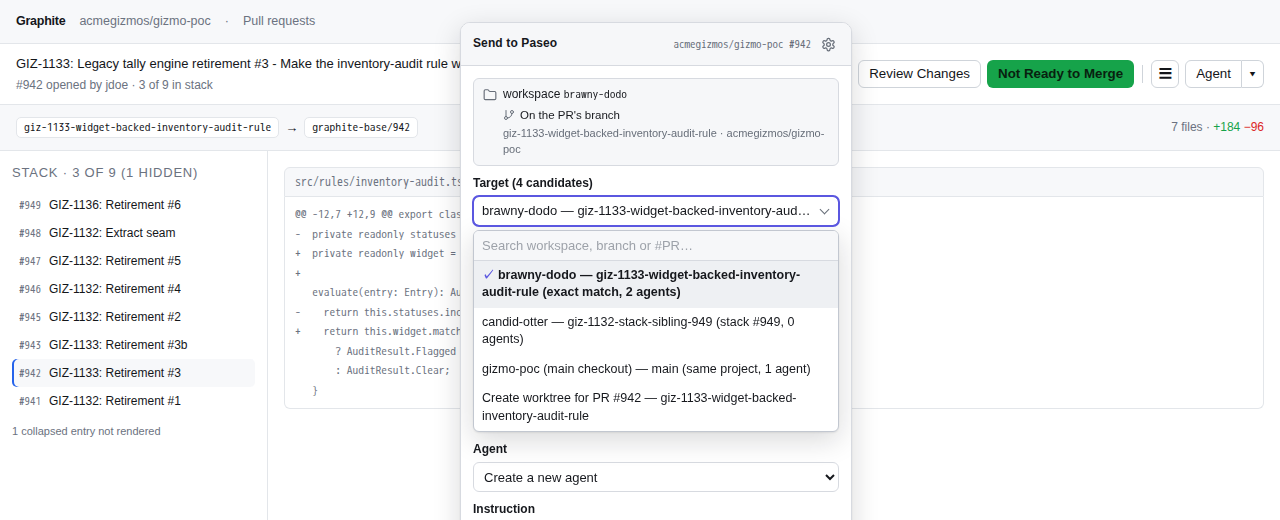 Graphite acmegizmos/gizmo-poc · Pull requests
GIZ-1133: Legacy tally engine retirement #3 - Make the inventory-audit rule w
#942 opened by jdoe · 3 of 9 in stack
Review Changes
Not Ready to Merge
Agent
giz-1133-widget-backed-inventory-audit-rule → graphite-base/942
7 files · +184 −96
STACK · 3 OF 9 (1 HIDDEN)
#949 GIZ-1136: Retirement #6
#948 GIZ-1132: Extract seam
#947 GIZ-1132: Retirement #5
#946 GIZ-1132: Retirement #4
#945 GIZ-1132: Retirement #2
#943 GIZ-1133: Retirement #3b
#942 GIZ-1133: Retirement #3
#941 GIZ-1132: Retirement #1
1 collapsed entry not rendered
src/rules/inventory-audit.ts
@@ -12,7 +12,9 @@ export clas
- private readonly statuses
+ private readonly widget =
+
evaluate(entry: Entry): Au
- return this.statuses.inc
+ return this.widget.match
? AuditResult.Flagged
: AuditResult.Clear;
}
Send to Paseo
acmegizmos/gizmo-poc #942
workspace brawny-dodo
On the PR's branch
giz-1133-widget-backed-inventory-audit-rule · acmegizmos/gizmo-
poc
Target (4 candidates)
brawny-dodo — giz-1133-widget-backed-inventory-aud…
Search workspace, branch or #PR…
✓ brawny-dodo — giz-1133-widget-backed-inventory-
audit-rule (exact match, 2 agents)
candid-otter — giz-1132-stack-sibling-949 (stack #949, 0
agents)
gizmo-poc (main checkout) — main (same project, 1 agent)
Create worktree for PR #942 — giz-1133-widget-backed-
inventory-audit-rule
Agent
Create a new agent
Instruction